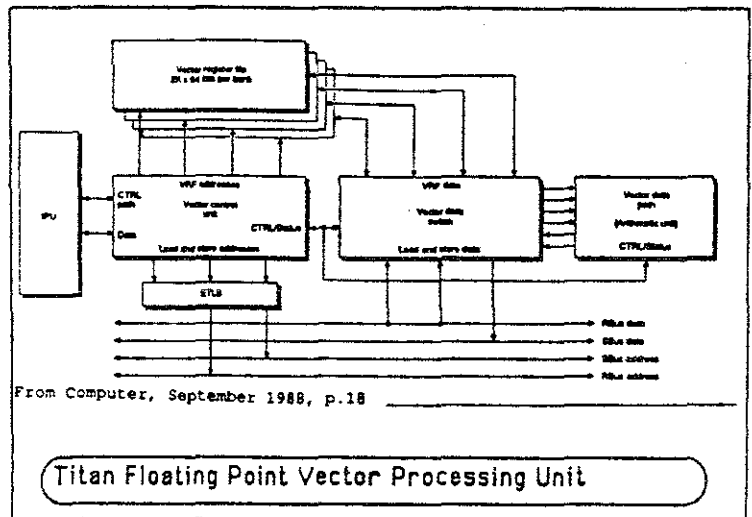 Vector register file
2K x 64 bits per bank
IPU
CTRL
path
Data
VRF addresses
Vector control
unit
CTRL/Status
Load and store addresses
VRF data
Vector data
switch
Load and store data
Vector data
path
(Arithmetic unit)
CTRL/Status
ETLB
RBus data
SBus data
SBus address
RBus address
From Computer, September 1988, p.18
Titan Floating Point Vector Processing Unit